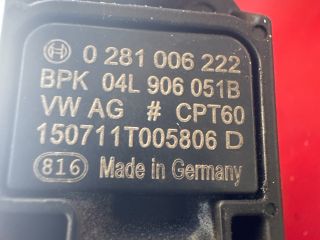 0 281 006 222
BPK 04L 906 051B
VW AG # CPT60
150711T005806 D
816 Made in Germany